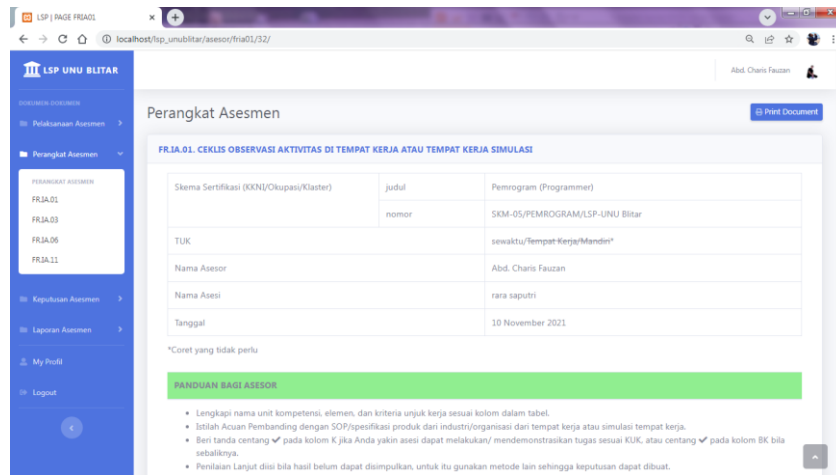 LSP | PAGE FRIA01
localhost/lsp_unublitar/asesor/fria01/32/
LSP UNU BLITAR
Abd. Charis Fauzan
DOKUMEN-DOKUMEN
Pelaksanaan Asesmen
Perangkat Asesmen
PERANGKAT ASESMEN
FR.IA.01
FR.IA.03
FR.IA.06
FR.IA.11
Keputusan Asesmen
Laporan Asesmen
My Profil
Logout
Perangkat Asesmen
Print Document
FR.IA.01. CEKLIS OBSERVASI AKTIVITAS DI TEMPAT KERJA ATAU TEMPAT KERJA SIMULASI
Skema Sertifikasi (KKNI/Okupasi/Klaster) judul Pemrogram (Programmer)
nomor SKM-05/PEMROGRAM/LSP-UNU Blitar
TUK sewaktu/Tempat Kerja/Mandiri*
Nama Asesor Abd. Charis Fauzan
Nama Asesi rara saputri
Tanggal 10 November 2021
*Coret yang tidak perlu
PANDUAN BAGI ASESOR
• Lengkapi nama unit kompetensi, elemen, dan kriteria unjuk kerja sesuai kolom dalam tabel.
• Istilah Acuan Pembanding dengan SOP/spesifikasi produk dari industri/organisasi dari tempat kerja atau simulasi tempat kerja.
• Beri tanda centang ✔ pada kolom K jika Anda yakin asesi dapat melakukan/ mendemonstrasikan tugas sesuai KUK, atau centang ✔ pada kolom BK bila
sebaliknya.
• Penilaian Lanjut diisi bila hasil belum dapat disimpulkan, untuk itu gunakan metode lain sehingga keputusan dapat dibuat.